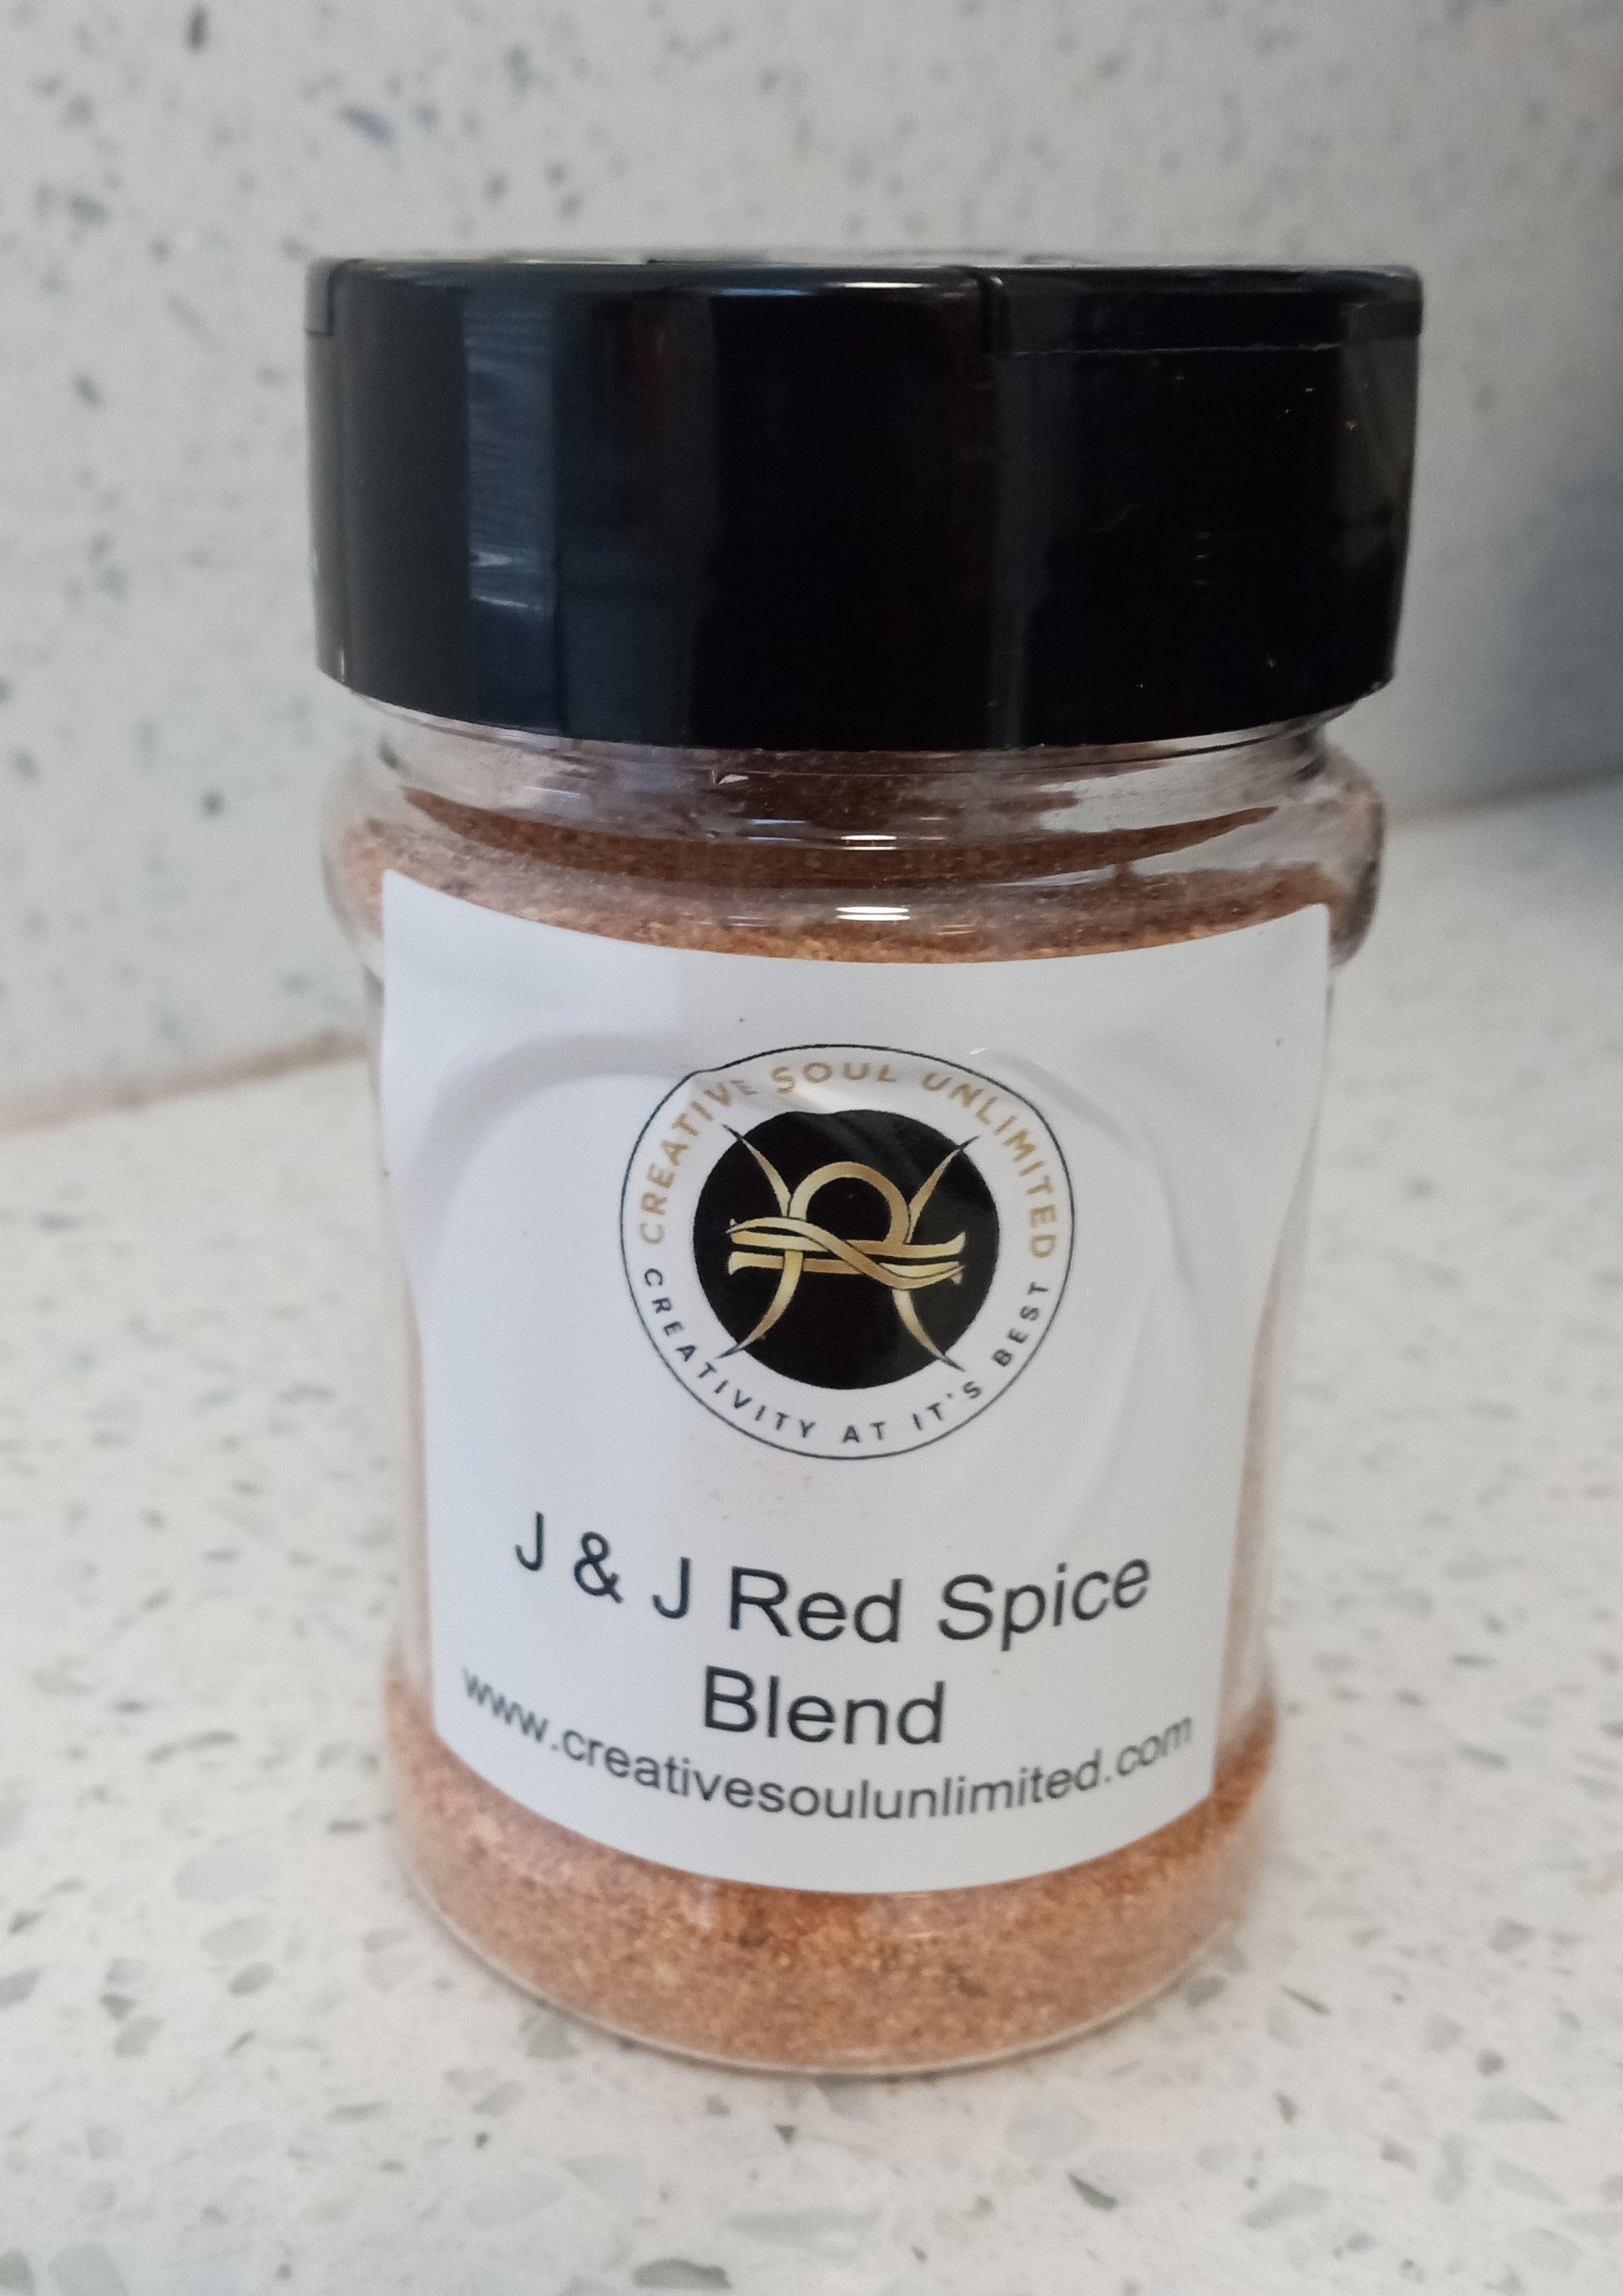 CREATIVE SOUL UNLIMITED
CREATIVITY AT IT'S BEST
J & J Red Spice
Blend
www.creativesoulunlimited.com